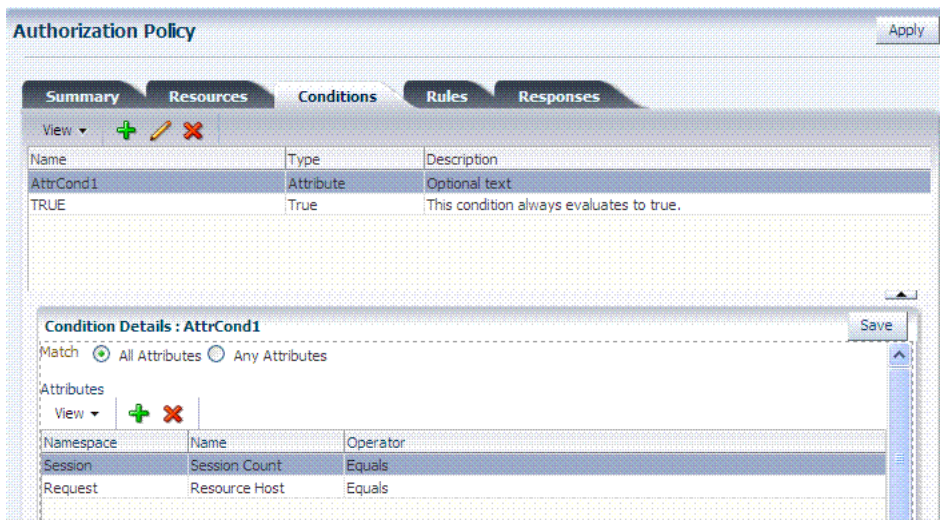 Authorization Policy
Apply
Summary Resources Conditions Rules Responses
View
Name Type Description
AttrCond1 Attribute Optional text
TRUE True This condition always evaluates to true.
Condition Details : AttrCond1
Save
Match All Attributes Any Attributes
Attributes
View
Namespace Name Operator
Session Session Count Equals
Request Resource Host Equals